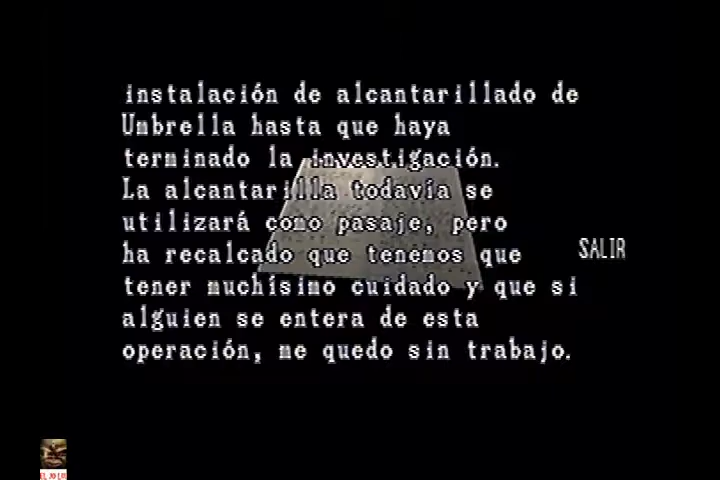 instalación de alcantarillado de
Umbrella hasta que haya
terminado la investigación.
La alcantarilla todavía se
utilizará como pasaje, pero
ha recalcado que tenemos que
SALIR
tener muchísimo cuidado y que si
alguien se entera de esta
operación, me quedo sin trabajo.